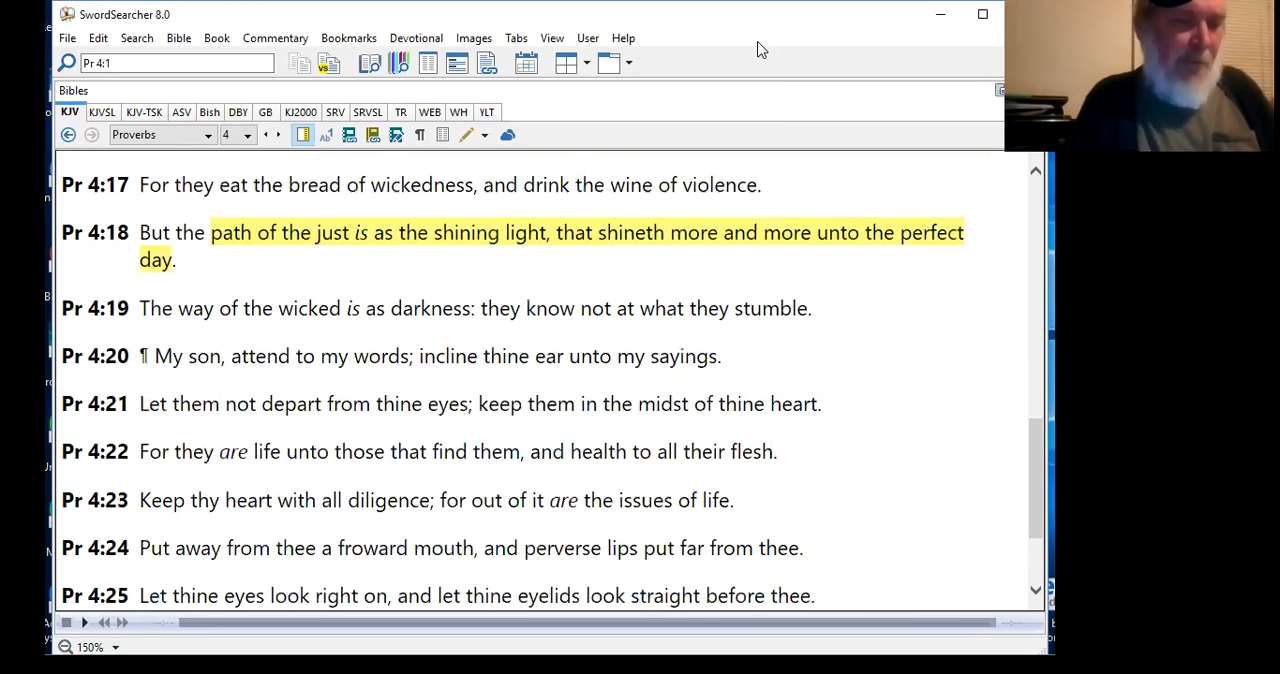 SwordSearcher 8.0
File Edit Search Bible Book Commentary Bookmarks Devotional Images Tabs View User Help
Pr 4:1
VS
Bibles
KJV KJVSL KJV-TSK ASV Bish DBY GB KJ2000 SRV SRVSL TR WEB WH YLT
Proverbs 4
Pr 4:17 For they eat the bread of wickedness, and drink the wine of violence.
Pr 4:18 But the path of the just is as the shining light, that shineth more and more unto the perfect
day.
Pr 4:19 The way of the wicked is as darkness: they know not at what they stumble.
Pr 4:20 ¶ My son, attend to my words; incline thine ear unto my sayings.
Pr 4:21 Let them not depart from thine eyes; keep them in the midst of thine heart.
Pr 4:22 For they are life unto those that find them, and health to all their flesh.
Pr 4:23 Keep thy heart with all diligence; for out of it are the issues of life.
Pr 4:24 Put away from thee a froward mouth, and perverse lips put far from thee.
Pr 4:25 Let thine eyes look right on, and let thine eyelids look straight before thee.
150%